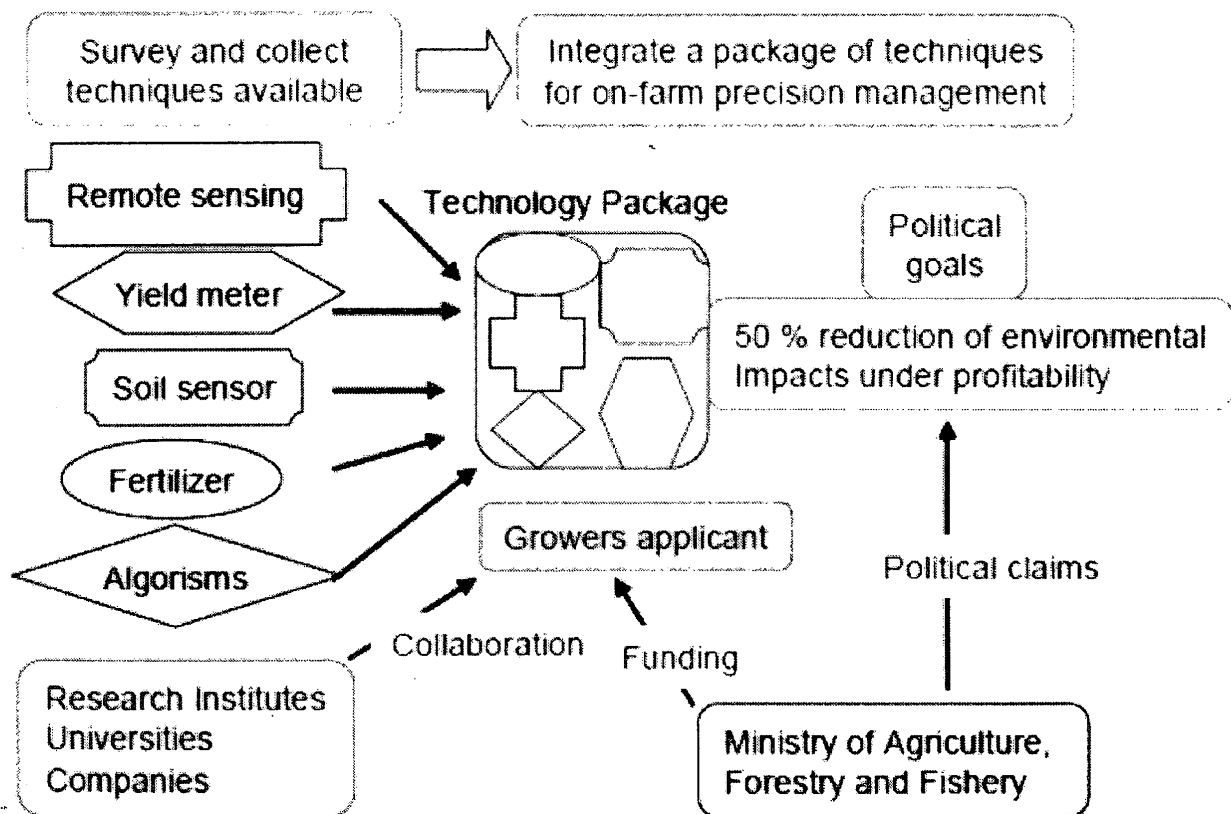 Survey and collect
techniques available
Integrate a package of techniques
for on-farm precision management
Remote sensing
Yield meter
Soil sensor
Fertilizer
Algorisms
Technology Package
Political
goals
50 % reduction of environmental
Impacts under profitability
Growers applicant
Political claims
Collaboration
Funding
Research Institutes
Universities
Companies
Ministry of Agriculture,
Forestry and Fishery